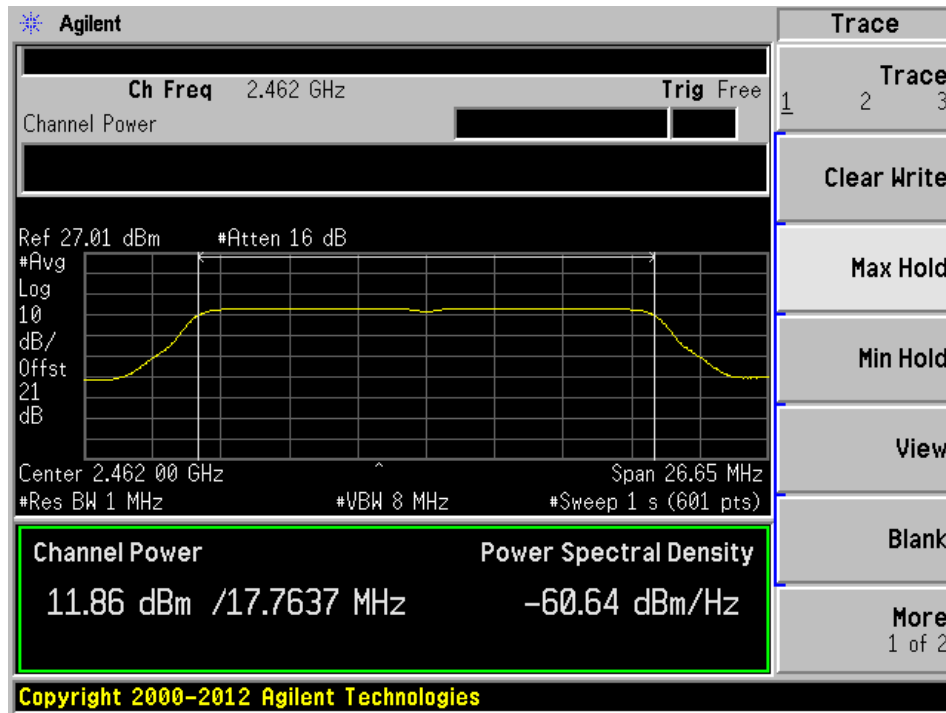 Agilent
Trace
Ch Freq 2.462 GHz Trig Free
Channel Power
Trace
1 2 3
Clear Write
Ref 27.01 dBm #Atten 16 dB
#Avg
Log
10
dB/
Offst
21
dB
Max Hold
Min Hold
View
Center 2.462 00 GHz Span 26.65 MHz
#Res BW 1 MHz #VBW 8 MHz #Sweep 1 s (601 pts)
Blank
Channel Power Power Spectral Density
11.86 dBm /17.7637 MHz -60.64 dBm/Hz
More
1 of 2
Copyright 2000-2012 Agilent Technologies